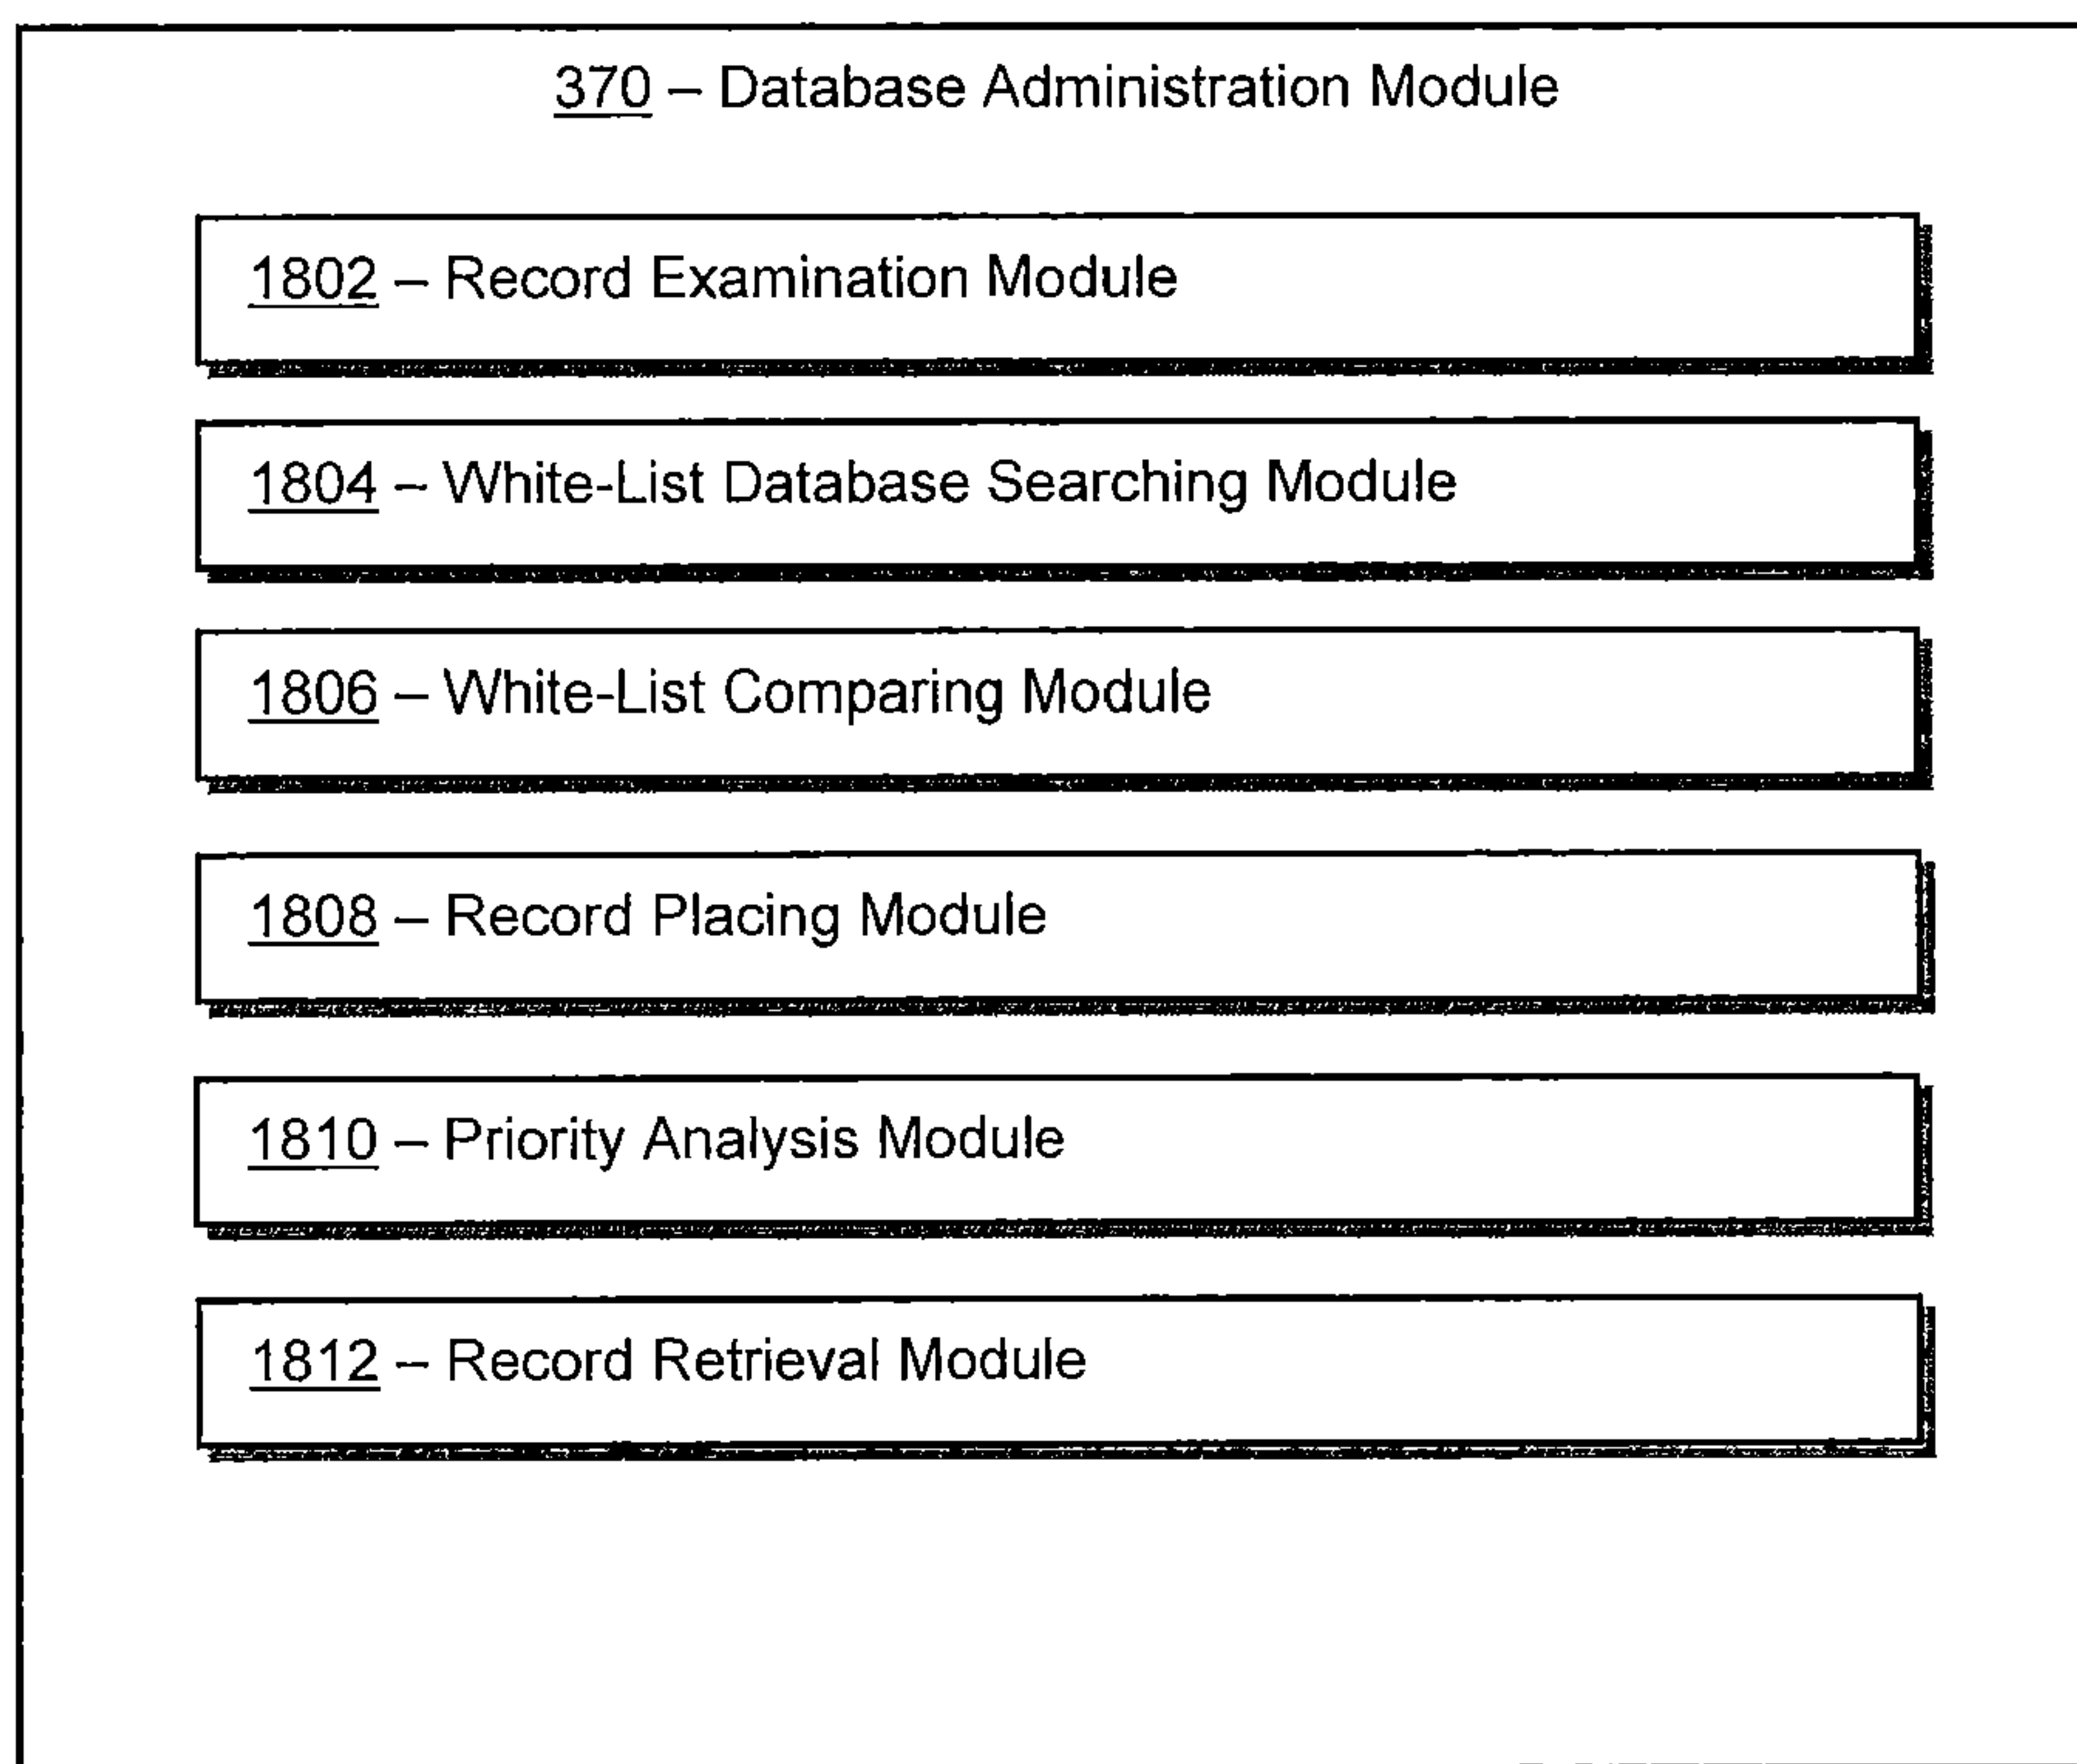 370 – Database Administration Module
1802 – Record Examination Module
1804 – White-List Database Searching Module
1806 – White-List Comparing Module
1808 – Record Placing Module
1810 – Priority Analysis Module
1812 – Record Retrieval Module